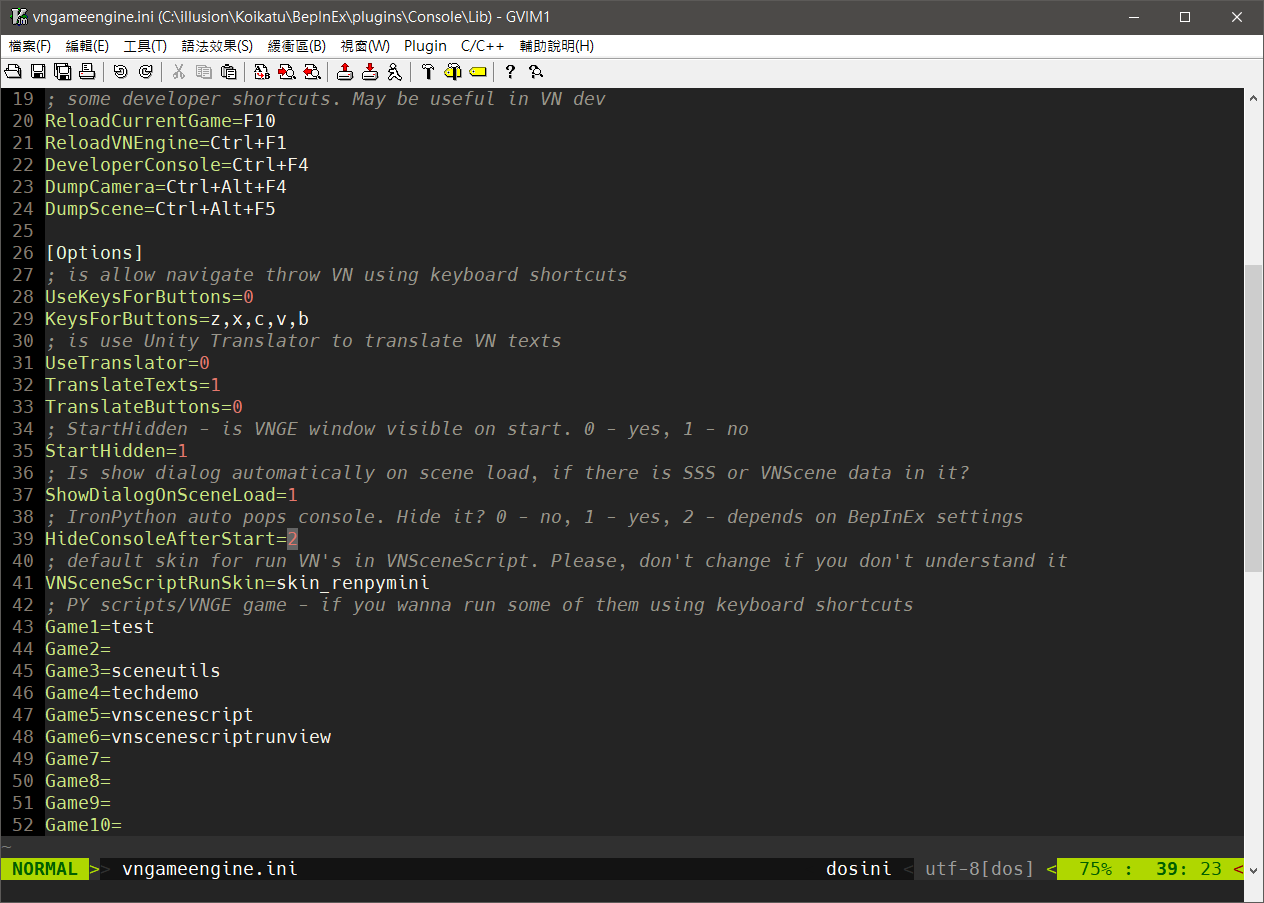 vngameengine.ini (C:\illusion\Koikatu\BepInEx\plugins\Console\Lib) - GVIM1
檔案(F) 編輯(E) 工具(T) 語法效果(S) 緩衝區(B) 視窗(W) Plugin C/C++ 輔助說明(H)
19 ; some developer shortcuts. May be useful in VN dev
20 ReloadCurrentGame=F10
21 ReloadVNEngine=Ctrl+F1
22 DeveloperConsole=Ctrl+F4
23 DumpCamera=Ctrl+Alt+F4
24 DumpScene=Ctrl+Alt+F5
25
26 [Options]
27 ; is allow navigate throw VN using keyboard shortcuts
28 UseKeysForButtons=0
29 KeysForButtons=z,x,c,v,b
30 ; is use Unity Translator to translate VN texts
31 UseTranslator=0
32 TranslateTexts=1
33 TranslateButtons=0
34 ; StartHidden - is VNGE window visible on start. 0 - yes, 1 - no
35 StartHidden=1
36 ; Is show dialog automatically on scene load, if there is SSS or VNScene data in it?
37 ShowDialogOnSceneLoad=1
38 ; IronPython auto pops console. Hide it? 0 - no, 1 - yes, 2 - depends on BepInEx settings
39 HideConsoleAfterStart=2
40 ; default skin for run VN's in VNSceneScript. Please, don't change if you don't understand it
41 VNSceneScriptRunSkin=skin_renpymini
42 ; PY scripts/VNGE game - if you wanna run some of them using keyboard shortcuts
43 Game1=test
44 Game2=
45 Game3=sceneutils
46 Game4=techdemo
47 Game5=vnscenescript
48 Game6=vnscenescriptrunview
49 Game7=
50 Game8=
51 Game9=
52 Game10=
~
NORMAL >> vngameengine.ini dosini < utf-8[dos] < 75% : 39: 23 <